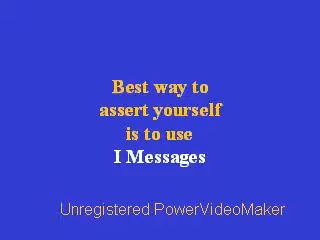 Best way to
assert yourself
is to use
I Messages
Unregistered PowerVideoMaker